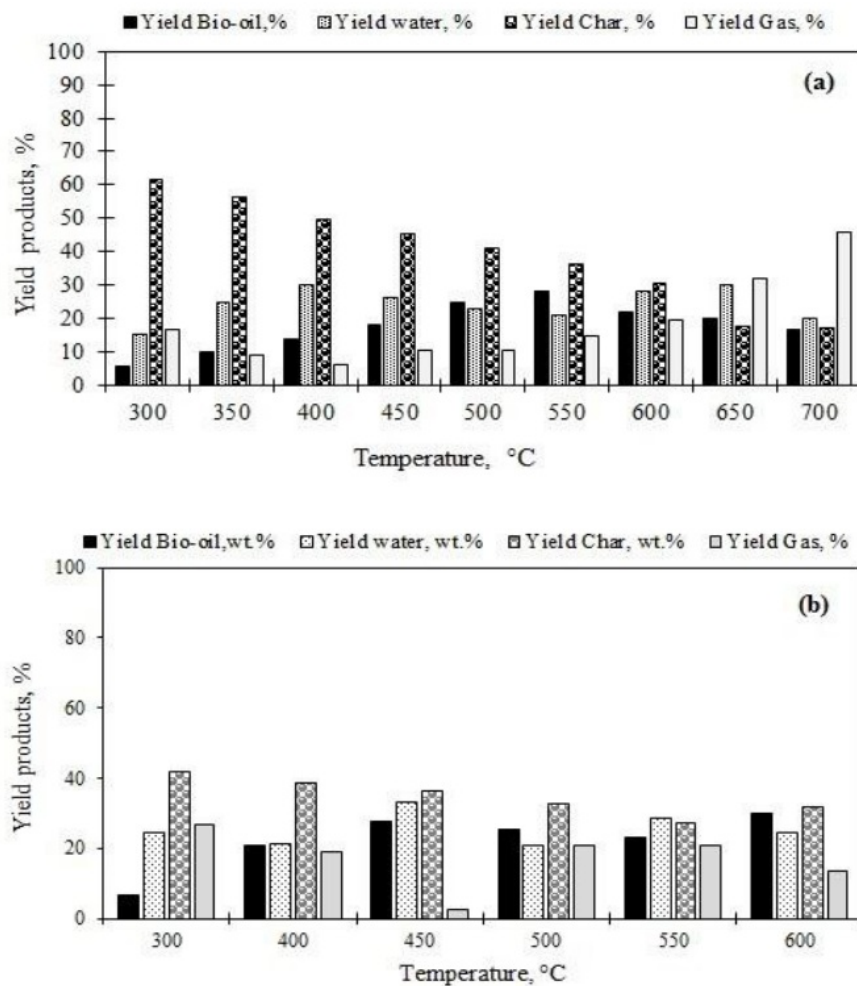 Yield Bio-oil,% Yield water, % Yield Char, % Yield Gas, %
(a)
Yield products, %
100
90
80
70
60
50
40
30
20
10
0
300 350 400 450 500 550 600 650 700
Temperature, °C
Yield Bio-oil,wt.% Yield water, wt.% Yield Char, wt.% Yield Gas, %
(b)
Yield products, %
100
80
60
40
20
0
300 400 450 500 550 600
Temperature, °C